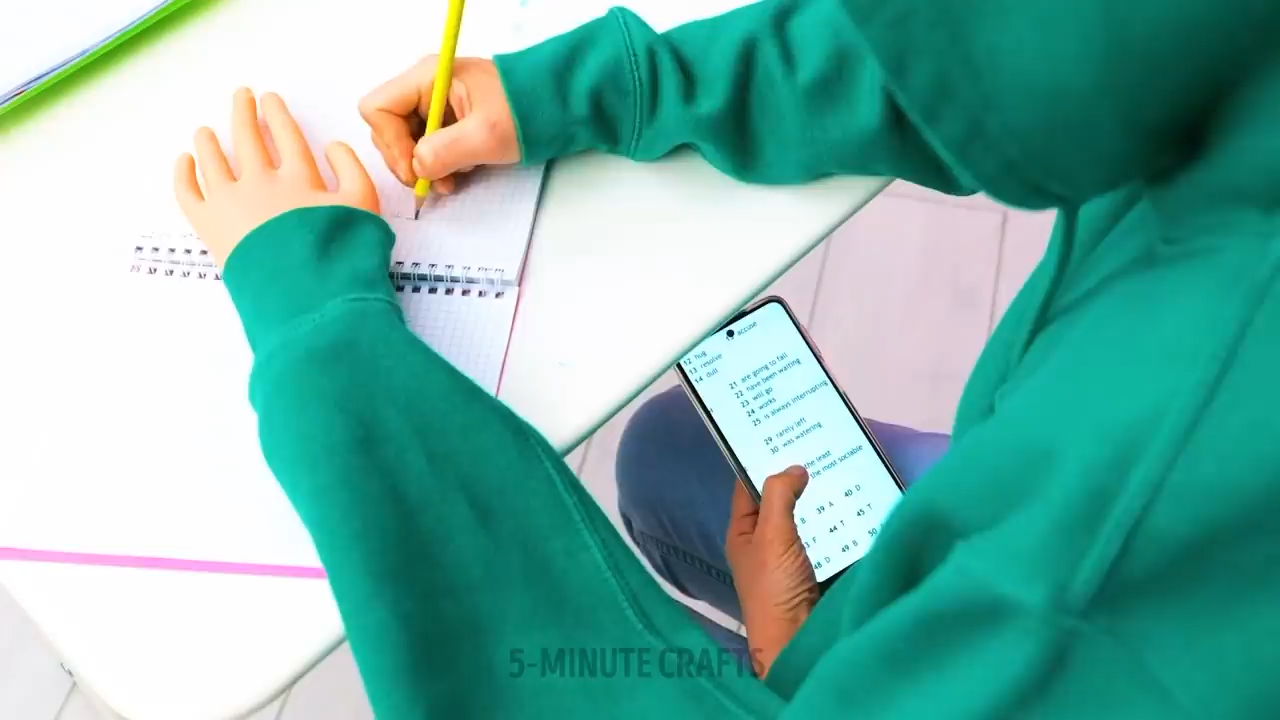 accuse
12 hug
13 resolve
14 dull
21 are going to fall
22 have been waiting
23 will go
24 works
25 is always interrupting
29 rarely left
30 was watering
the least
the most sociable
B 39 A 40 D
3 F 44 T 45 T
48 D 49 B 50
5-MINUTE CRAFTS